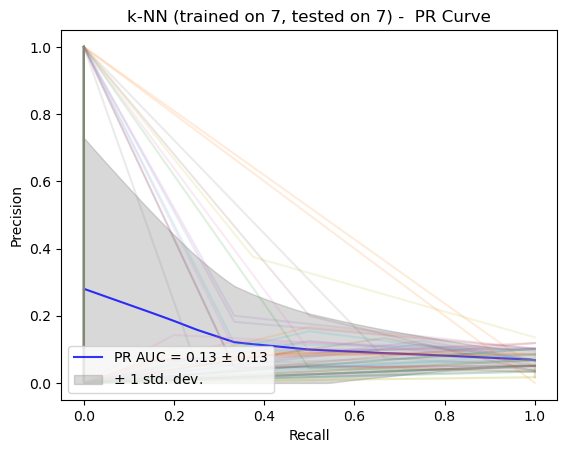 k-NN (trained on 7, tested on 7) -  PR Curve
1.0
0.8
0.6
0.4
0.2
0.0
Precision
PR AUC = 0.13 ± 0.13
± 1 std. dev.
0.0 0.2 0.4 0.6 0.8 1.0
Recall